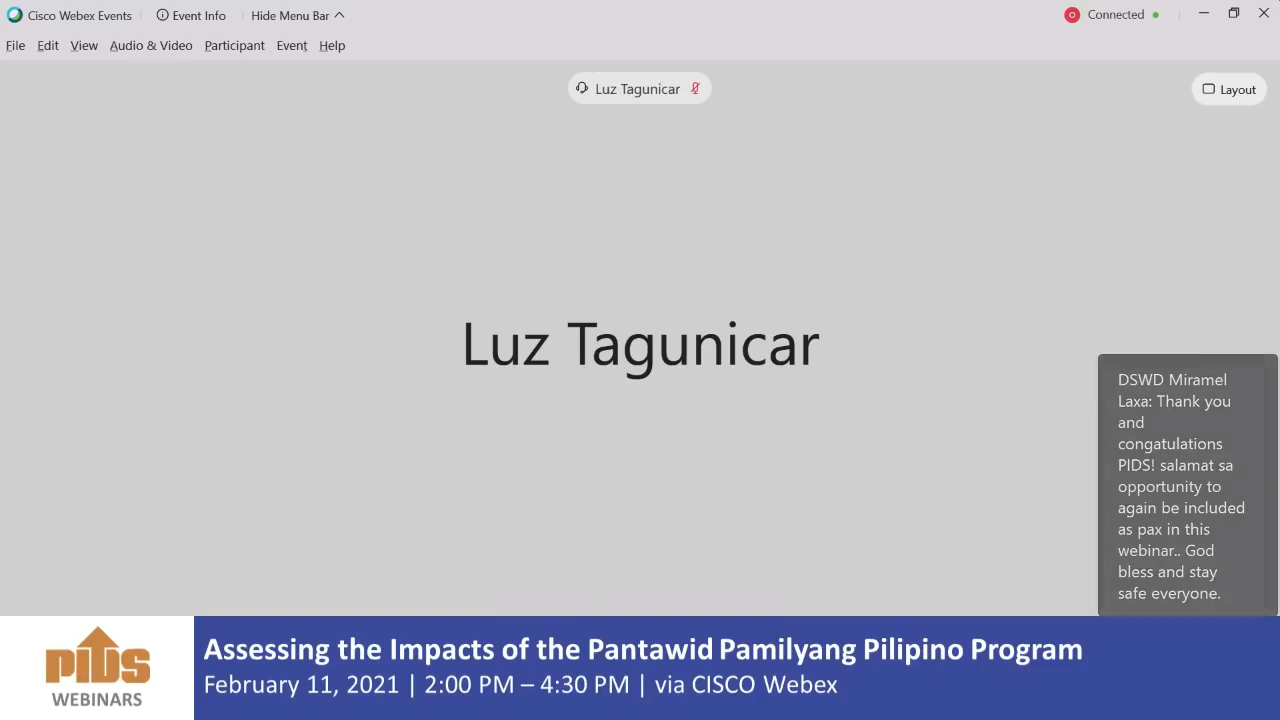 Cisco Webex Events
Event Info
Hide Menu Bar
Connected
File Edit View Audio & Video Participant Event Help
Luz Tagunicar
Layout
Luz Tagunicar
DSWD Miramel
Laxa: Thank you
and
congatulations
PIDS! salamat sa
opportunity to
again be included
as pax in this
webinar.. God
bless and stay
safe everyone.
PIDS
WEBINARS
Assessing the Impacts of the Pantawid Pamilyang Pilipino Program
February 11, 2021 | 2:00 PM – 4:30 PM | via CISCO Webex